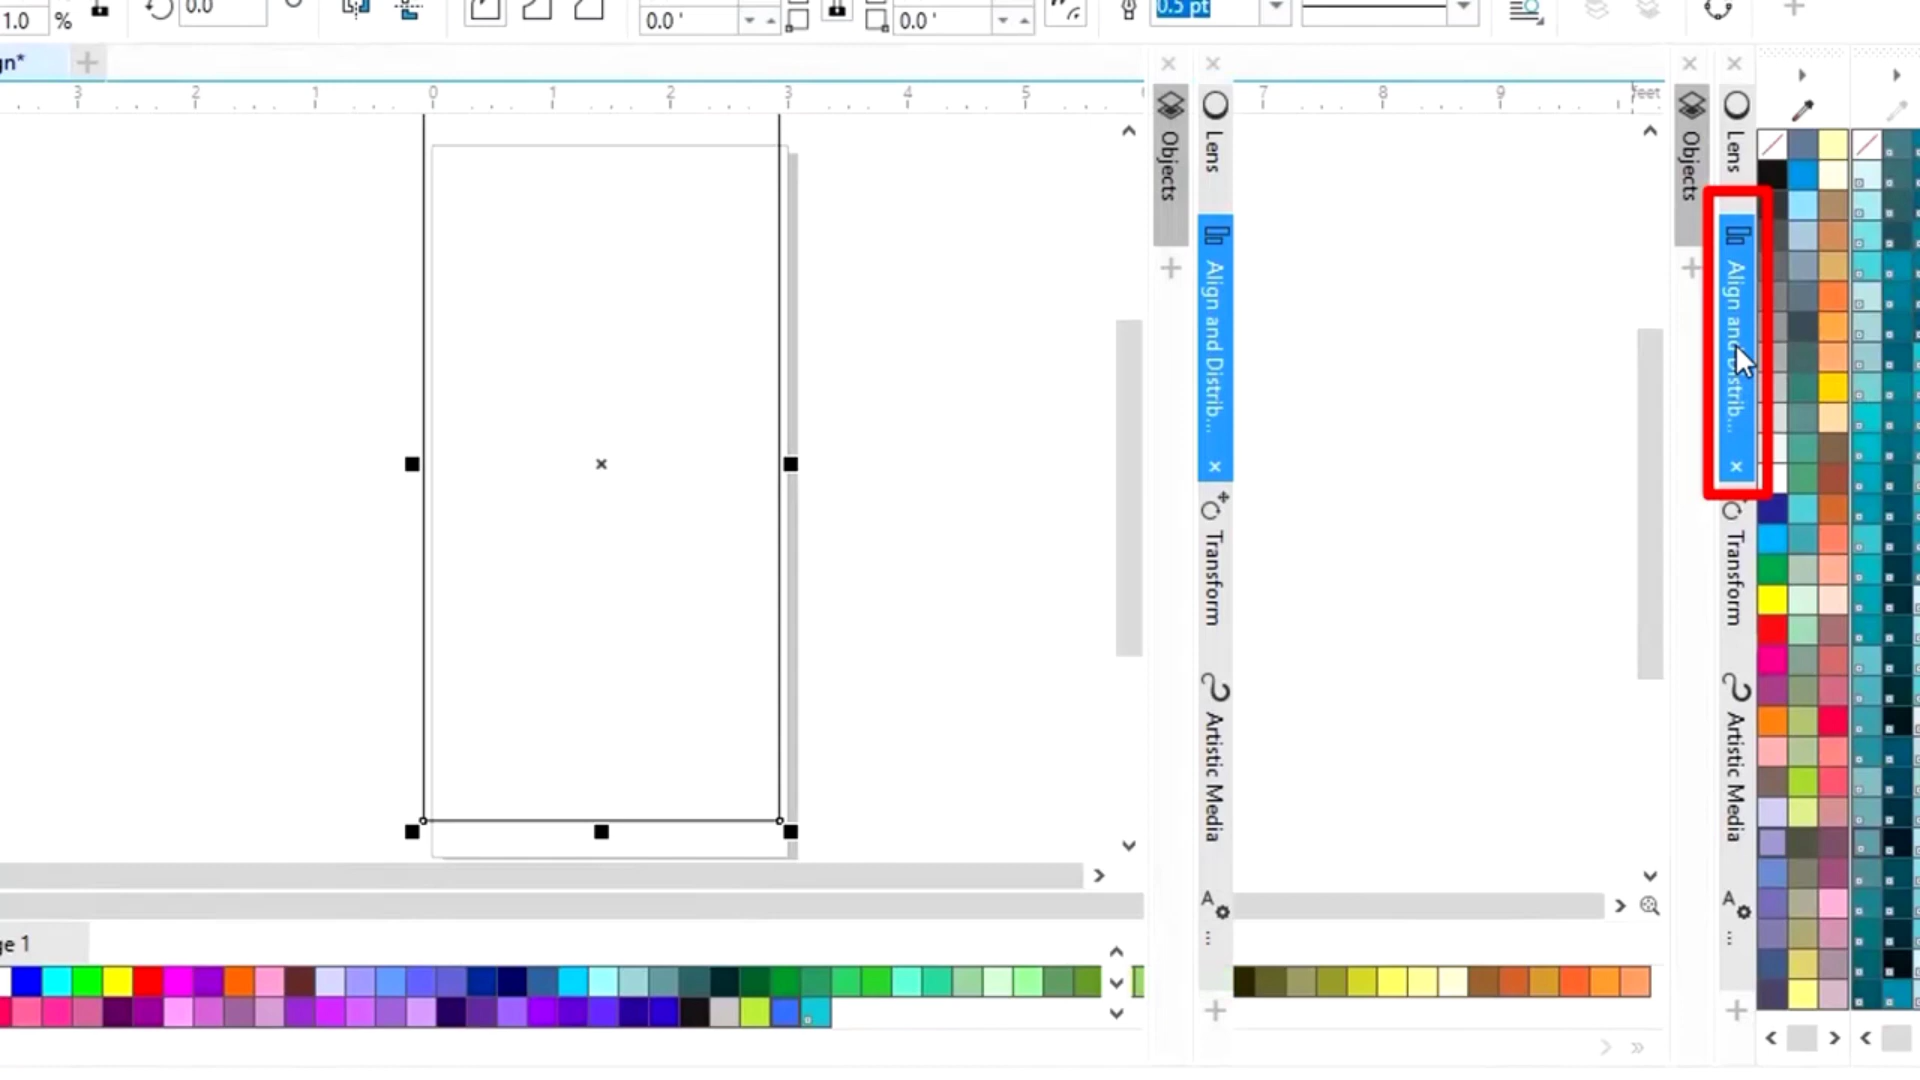 1.0
%
0.0
0.0 '
0.0 '
0.5 pt
gn*
3
2
1
0
1
2
3
4
5
7
8
9
feet
Objects
Lens
Align and Distrib...
Transform
Artistic Media
A
...
Objects
Lens
Align and Distrib...
Transform
Artistic Media
A
...
ge 1